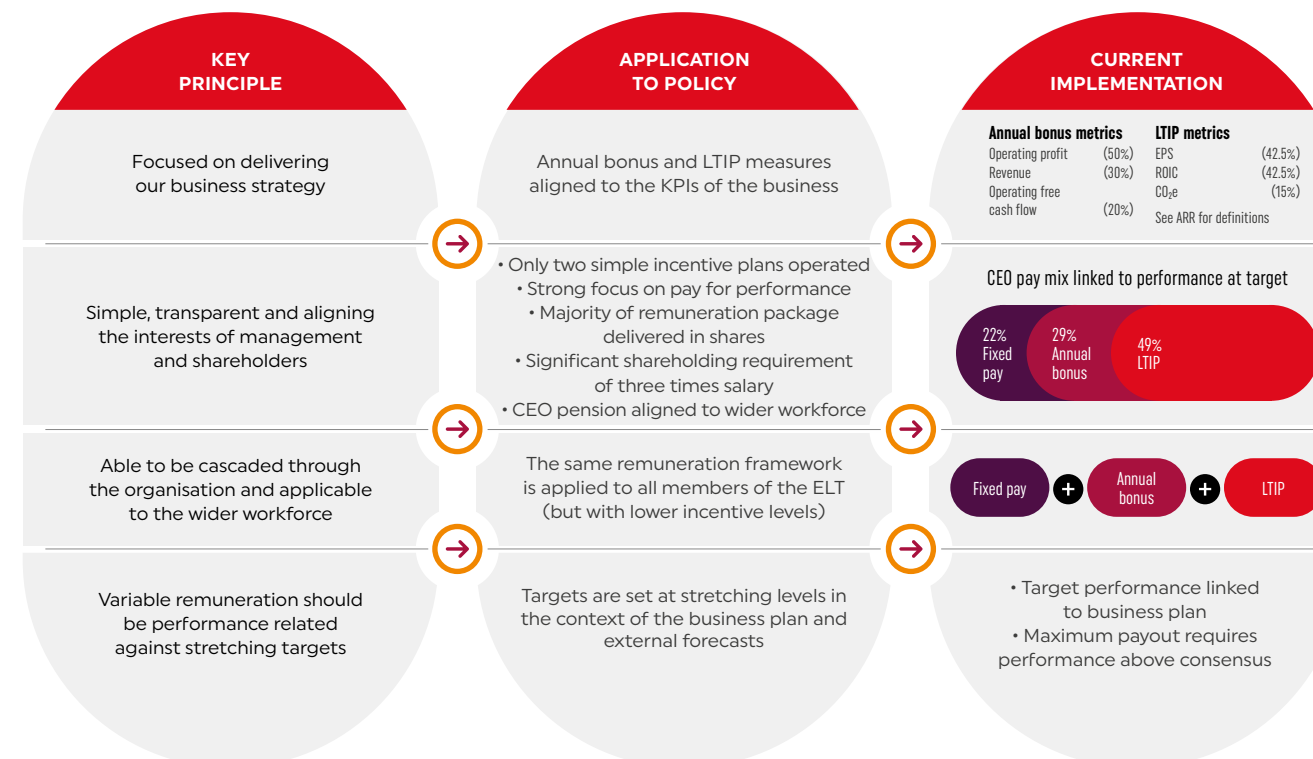 KEY
PRINCIPLE
APPLICATION
TO POLICY
CURRENT
IMPLEMENTATION
Focused on delivering
our business strategy
Annual bonus and LTIP measures
aligned to the KPIs of the business
Annual bonus metrics
Operating profit (50%)
Revenue (30%)
Operating free
cash flow (20%)
LTIP metrics
EPS (42.5%)
ROIC (42.5%)
CO₂e (15%)
See ARR for definitions
Simple, transparent and aligning
the interests of management
and shareholders
• Only two simple incentive plans operated
• Strong focus on pay for performance
• Majority of remuneration package
delivered in shares
• Significant shareholding requirement
of three times salary
• CEO pension aligned to wider workforce
CEO pay mix linked to performance at target
22%
Fixed
pay
29%
Annual
bonus
49%
LTIP
Able to be cascaded through
the organisation and applicable
to the wider workforce
The same remuneration framework
is applied to all members of the ELT
(but with lower incentive levels)
Fixed pay
+
Annual
bonus
+
LTIP
Variable remuneration should
be performance related
against stretching targets
Targets are set at stretching levels in
the context of the business plan and
external forecasts
• Target performance linked
to business plan
• Maximum payout requires
performance above consensus